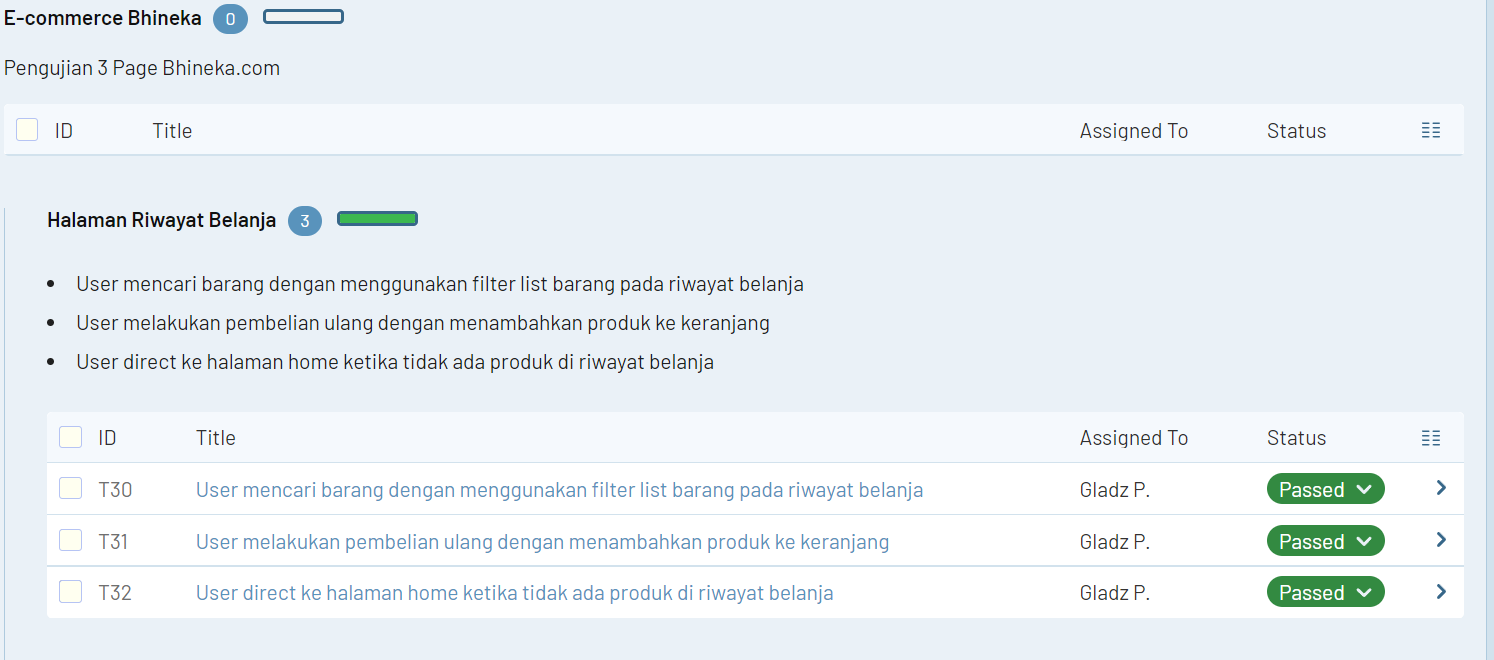 E-commerce Bhineka 0
Pengujian 3 Page Bhineka.com
ID Title Assigned To Status
Halaman Riwayat Belanja 3
• User mencari barang dengan menggunakan filter list barang pada riwayat belanja
• User melakukan pembelian ulang dengan menambahkan produk ke keranjang
• User direct ke halaman home ketika tidak ada produk di riwayat belanja
ID Title Assigned To Status
T30 User mencari barang dengan menggunakan filter list barang pada riwayat belanja Gladz P. Passed
T31 User melakukan pembelian ulang dengan menambahkan produk ke keranjang Gladz P. Passed
T32 User direct ke halaman home ketika tidak ada produk di riwayat belanja Gladz P. Passed